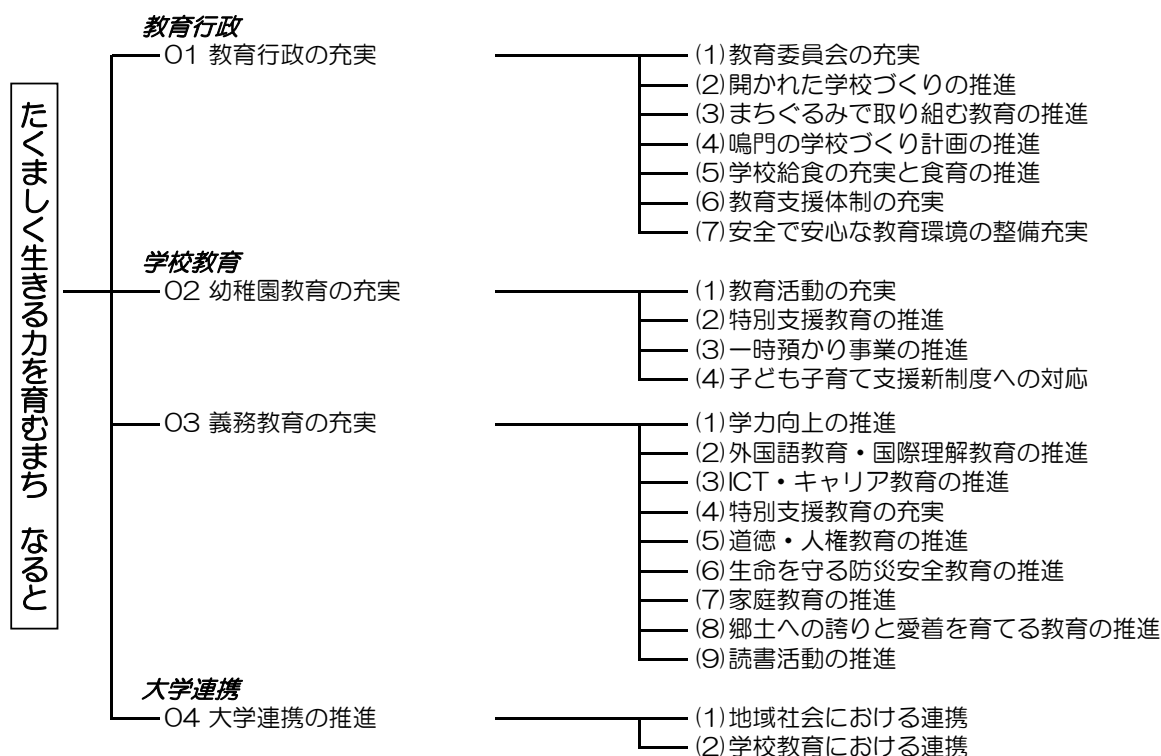 たくましく生きる力を育むまち なると
教育行政
01 教育行政の充実
(1)教育委員会の充実
(2)開かれた学校づくりの推進
(3)まちぐるみで取り組む教育の推進
(4)鳴門の学校づくり計画の推進
(5)学校給食の充実と食育の推進
(6)教育支援体制の充実
(7)安全で安心な教育環境の整備充実
学校教育
02 幼稚園教育の充実
(1)教育活動の充実
(2)特別支援教育の推進
(3)一時預かり事業の推進
(4)子ども子育て支援新制度への対応
03 義務教育の充実
(1)学力向上の推進
(2)外国語教育・国際理解教育の推進
(3)ICT・キャリア教育の推進
(4)特別支援教育の充実
(5)道徳・人権教育の推進
(6)生命を守る防災安全教育の推進
(7)家庭教育の推進
(8)郷土への誇りと愛着を育てる教育の推進
(9)読書活動の推進
大学連携
04 大学連携の推進
(1)地域社会における連携
(2)学校教育における連携